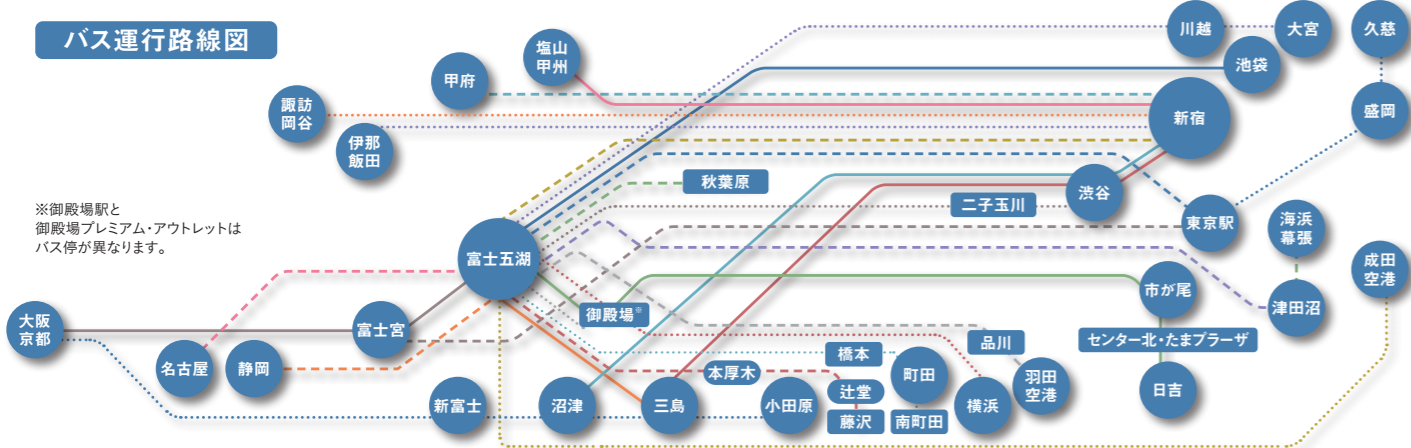 バス運行路線図
塩山
甲州
甲府
諏訪
岡谷
伊那
飯田
川越
大宮
久慈
池袋
盛岡
新宿
秋葉原
渋谷
二子玉川
東京駅
海浜
幕張
成田
空港
※御殿場駅と
御殿場プレミアム・アウトレットは
バス停が異なります。
富士五湖
御殿場※
市が尾
津田沼
大阪
京都
富士宮
センター北・たまプラーザ
名古屋
静岡
橋本
品川
本厚木
町田
羽田
空港
日吉
新富士
沼津
三島
小田原
辻堂
藤沢
南町田
横浜